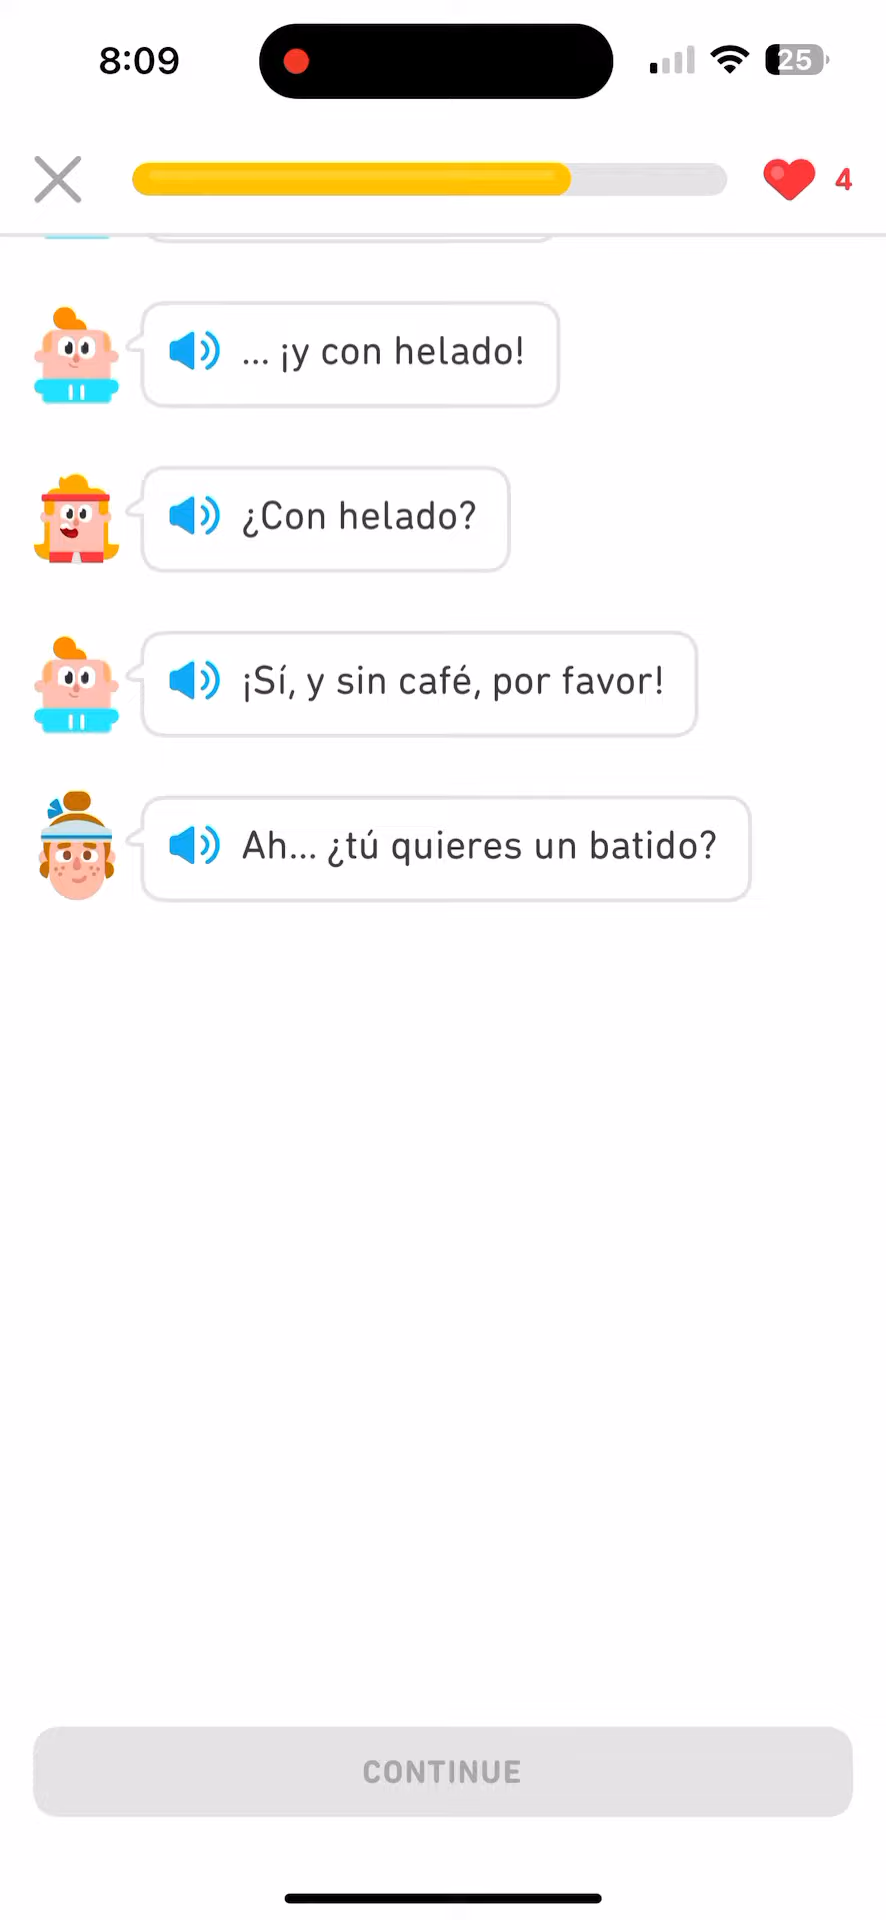 8:09
25
4
... ¡y con helado!
¿Con helado?
¡Sí, y sin café, por favor!
Ah... ¿tú quieres un batido?
CONTINUE